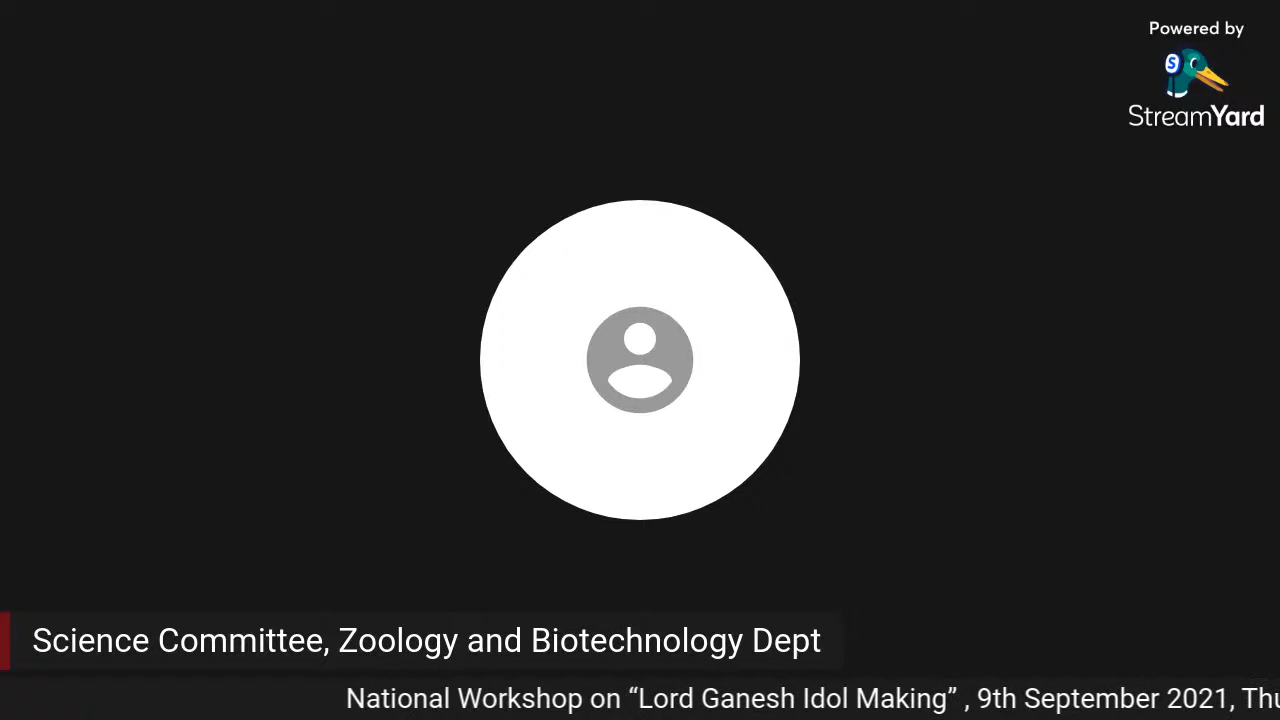 Powered by
S
StreamYard
Science Committee, Zoology and Biotechnology Dept
National Workshop on “Lord Ganesh Idol Making” , 9th September 2021,